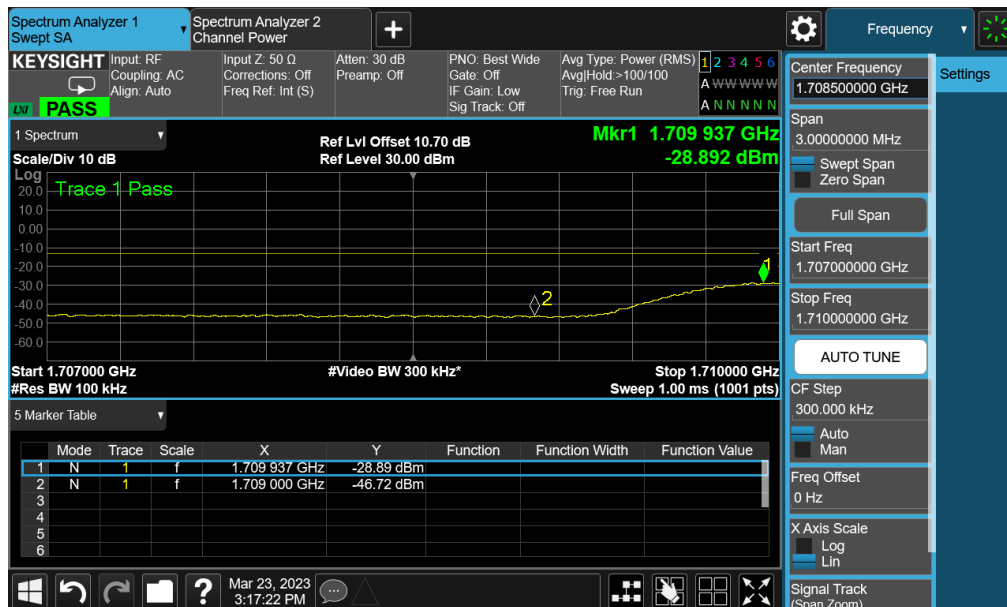 Spectrum Analyzer 1
Swept SA
Spectrum Analyzer 2
Channel Power
Frequency
KEYSIGHT
Input: RF
Coupling: AC
Align: Auto
Input Z: 50 Ω
Corrections: Off
Freq Ref: Int (S)
Atten: 30 dB
Preamp: Off
PNO: Best Wide
Gate: Off
IF Gain: Low
Sig Track: Off
Avg Type: Power (RMS)
Avg|Hold:>100/100
Trig: Free Run
1 2 3 4 5 6
A W W W W W
A N N N N N
LXI
PASS
1 Spectrum
Scale/Div 10 dB
Ref Lvl Offset 10.70 dB
Ref Level 30.00 dBm
Mkr1 1.709 937 GHz
-28.892 dBm
Log
Trace 1 Pass
20.0
10.0
0.00
-10.0
-20.0
-30.0
-40.0
-50.0
-60.0
1
2
Start 1.707000 GHz
#Res BW 100 kHz
#Video BW 300 kHz*
Stop 1.710000 GHz
Sweep 1.00 ms (1001 pts)
5 Marker Table
Mode Trace Scale X Y Function Function Width Function Value
1 N 1 f 1.709 937 GHz -28.89 dBm
2 N 1 f 1.709 000 GHz -46.72 dBm
3
4
5
6
?
Mar 23, 2023
3:17:22 PM
Center Frequency
1.708500000 GHz
Settings
Span
3.00000000 MHz
Swept Span
Zero Span
Full Span
Start Freq
1.707000000 GHz
Stop Freq
1.710000000 GHz
AUTO TUNE
CF Step
300.000 kHz
Auto
Man
Freq Offset
0 Hz
X Axis Scale
Log
Lin
Signal Track
(Span Zoom)